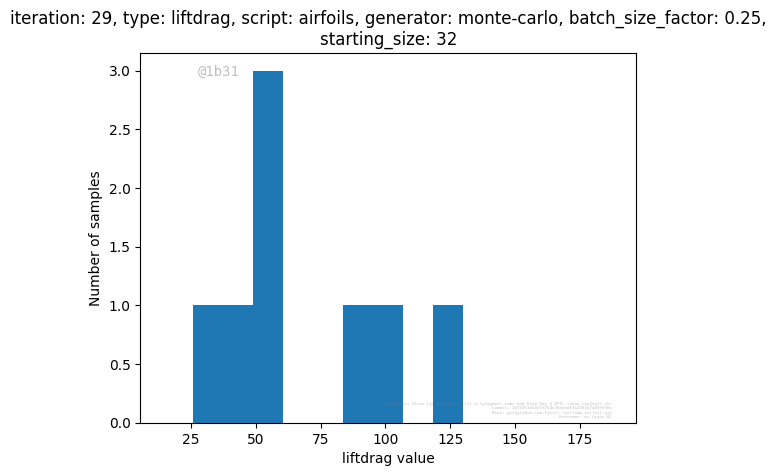 iteration: 29, type: liftdrag, script: airfoils, generator: monte-carlo, batch_size_factor: 0.25,
starting_size: 32
@1b31
3.0
2.5
2.0
1.5
1.0
0.5
0.0
Number of samples
25 50 75 100 125 150 175
liftdrag value